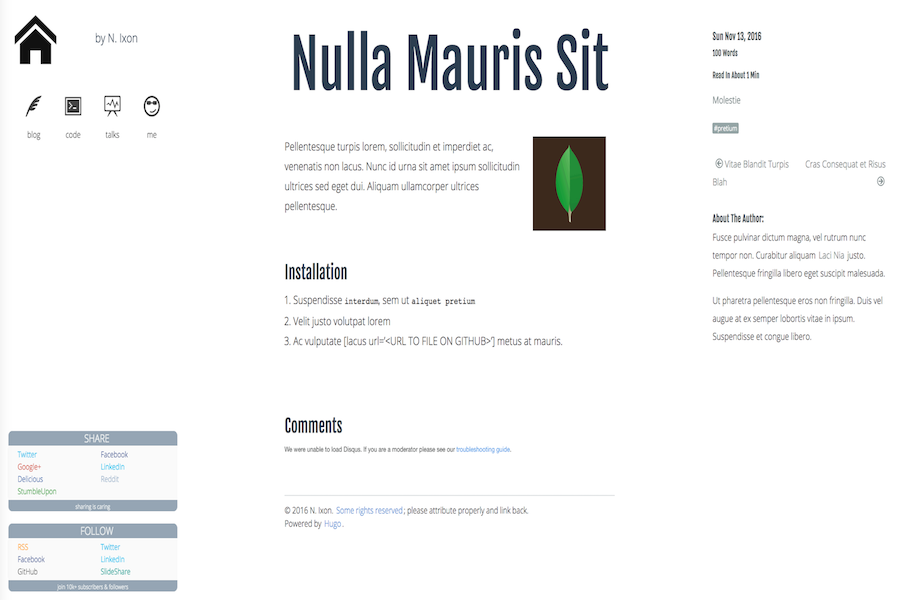 by N. Ixon
blog code talks me
SHARE
Twitter Facebook
Google+ Linkedin
Delicious Reddit
StumbleUpon
sharing is caring
FOLLOW
RSS Twitter
Facebook Linkedin
GitHub SlideShare
join 10k+ subscribers & followers
Nulla Mauris Sit
Pellentesque turpis lorem, sollicitudin et imperdiet ac,
venenatis non lacus. Nunc id urna sit amet ipsum sollicitudin
ultrices sed eget dui. Aliquam ullamcorper ultrices
pellentesque.
Installation
1. Suspendisse interdum, sem ut aliquet pretium
2. Velit justo volutpat lorem
3. Ac vulputate [lacus url='<URL TO FILE ON GITHUB>'] metus at mauris.
Comments
We were unable to load Disqus. If you are a moderator please see our troubleshooting guide.
© 2016 N. Ixon. Some rights reserved; please attribute properly and link back.
Powered by Hugo.
Sun Nov 13, 2016
100 Words
Read In About 1 Min
Molestie
#pretium
Vitae Blandit Turpis
Blah
Cras Consequat et Risus
About The Author:
Fusce pulvinar dictum magna, vel rutrum nunc
tempor non. Curabitur aliquam Laci Nia justo.
Pellentesque fringilla libero eget suscipit malesuada.
Ut pharetra pellentesque eros non fringilla. Duis vel
augue at ex semper lobortis vitae in ipsum.
Suspendisse et congue libero.